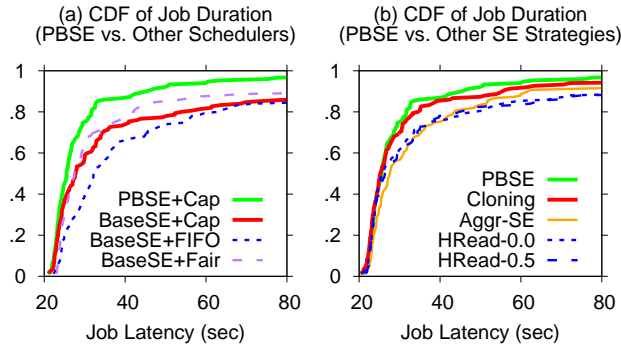 (a) CDF of Job Duration
(PBSE vs. Other Schedulers)
1
.8
.6
.4
.2
0
PBSE+Cap
BaseSE+Cap
BaseSE+FIFO
BaseSE+Fair
20 40 60 80
Job Latency (sec)
(b) CDF of Job Duration
(PBSE vs. Other SE Strategies)
1
.8
.6
.4
.2
0
PBSE
Cloning
Aggr-SE
HRead-0.0
HRead-0.5
20 40 60 80
Job Latency (sec)